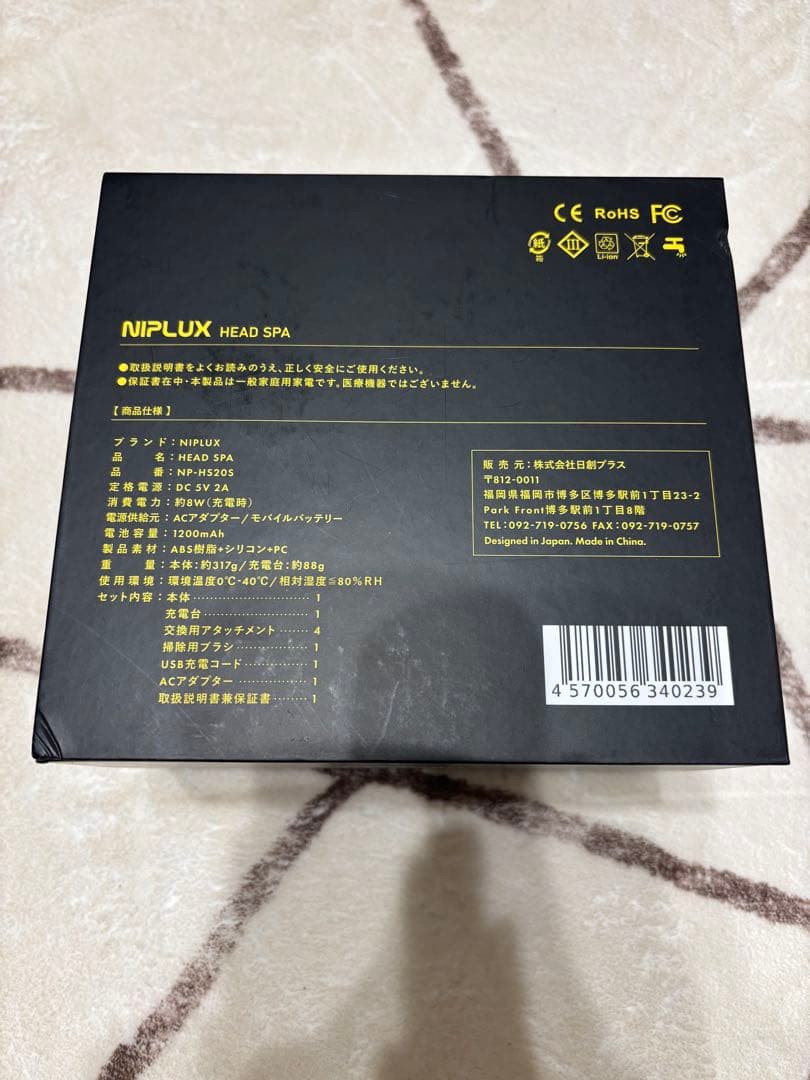 CE RoHS FC
紙 箱 III Li-ion
NIPLUX HEAD SPA
●取扱説明書をよくお読みのうえ、正しく安全にご使用ください。
●保証書在中・本製品は一般家庭用家電です。医療機器ではございません。
【 商品仕様 】
ブランド：NIPLUX
品　　名：HEAD SPA
品　　番：NP-HS20S
定格電源：DC 5V 2A
消費電力：約8W（充電時）
電源供給元：ACアダプター/モバイルバッテリー
電池容量：1200mAh
製品素材：ABS樹脂+シリコン+PC
重　　量：本体：約317g/充電台：約88g
使用環境：環境温度0℃-40℃/相対湿度≦80%RH
セット内容：本体…………………………1
充電台………………………1
交換用アタッチメント………4
掃除用ブラシ………………1
USB充電コード……………1
ACアダプター………………1
取扱説明書兼保証書………1
販 売 元：株式会社日創プラス
〒812-0011
福岡県福岡市博多区博多駅前1丁目23-2
Park Front博多駅前1丁目8階
TEL:092-719-0756 FAX:092-719-0757
Designed in Japan. Made in China.
4 570056 340239